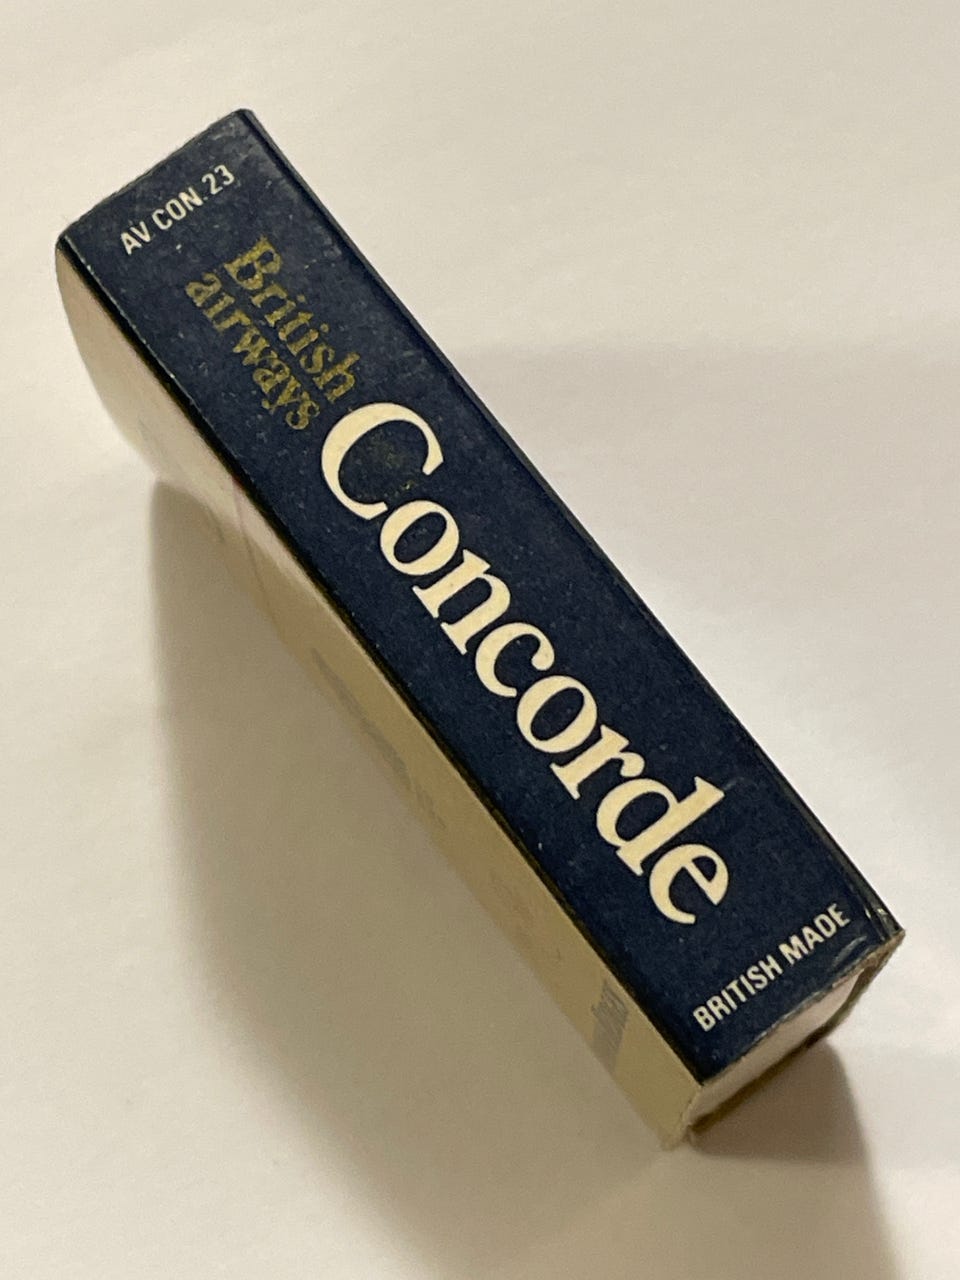 AV CON. 23
British
airways
Concorde
BRITISH MADE